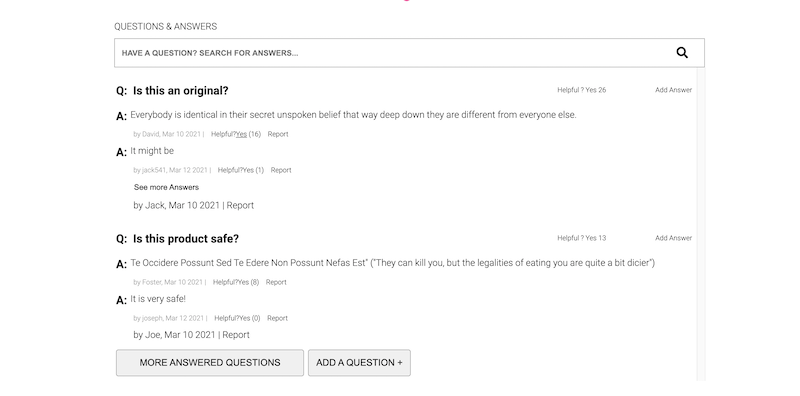 QUESTIONS & ANSWERS
HAVE A QUESTION? SEARCH FOR ANSWERS...
Q: Is this an original? Helpful ? Yes 26 Add Answer
A: Everybody is identical in their secret unspoken belief that way deep down they are different from everyone else.
by David, Mar 10 2021 | Helpful?Yes (16) Report
A: It might be
by jack541, Mar 12 2021 | Helpful?Yes (1) Report
See more Answers
by Jack, Mar 10 2021 | Report
Q: Is this product safe? Helpful ? Yes 13 Add Answer
A: Te Occidere Possunt Sed Te Edere Non Possunt Nefas Est" ("They can kill you, but the legalities of eating you are quite a bit dicier")
by Foster, Mar 10 2021 | Helpful?Yes (8) Report
A: It is very safe!
by joseph, Mar 12 2021 | Helpful?Yes (0) Report
by Joe, Mar 10 2021 | Report
MORE ANSWERED QUESTIONS ADD A QUESTION +